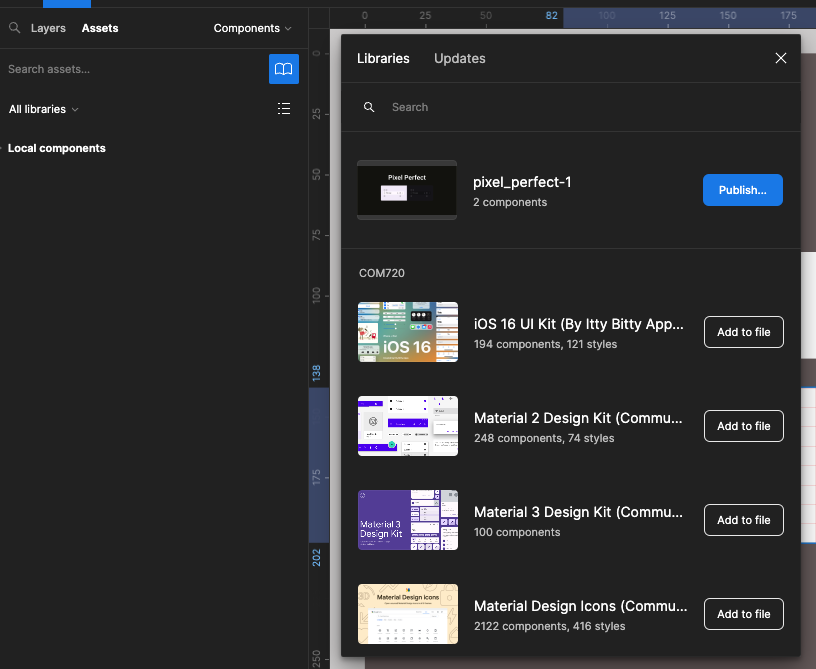 Layers Assets Components
Search assets...
All libraries
Local components
0 25 50 82 100 125 150 175
0
25
50
75
100
138
175
202
250
Libraries Updates
Search
Pixel Perfect
pixel_perfect-1
2 components
Publish...
COM720
iOS 16
iOS 16 UI Kit (By Itty Bitty App...
194 components, 121 styles
Add to file
Material 2 Design Kit (Commu...
248 components, 74 styles
Add to file
Material 3
Design Kit
Material 3 Design Kit (Commu...
100 components
Add to file
Material Design Icons
Material Design Icons (Commu...
2122 components, 416 styles
Add to file